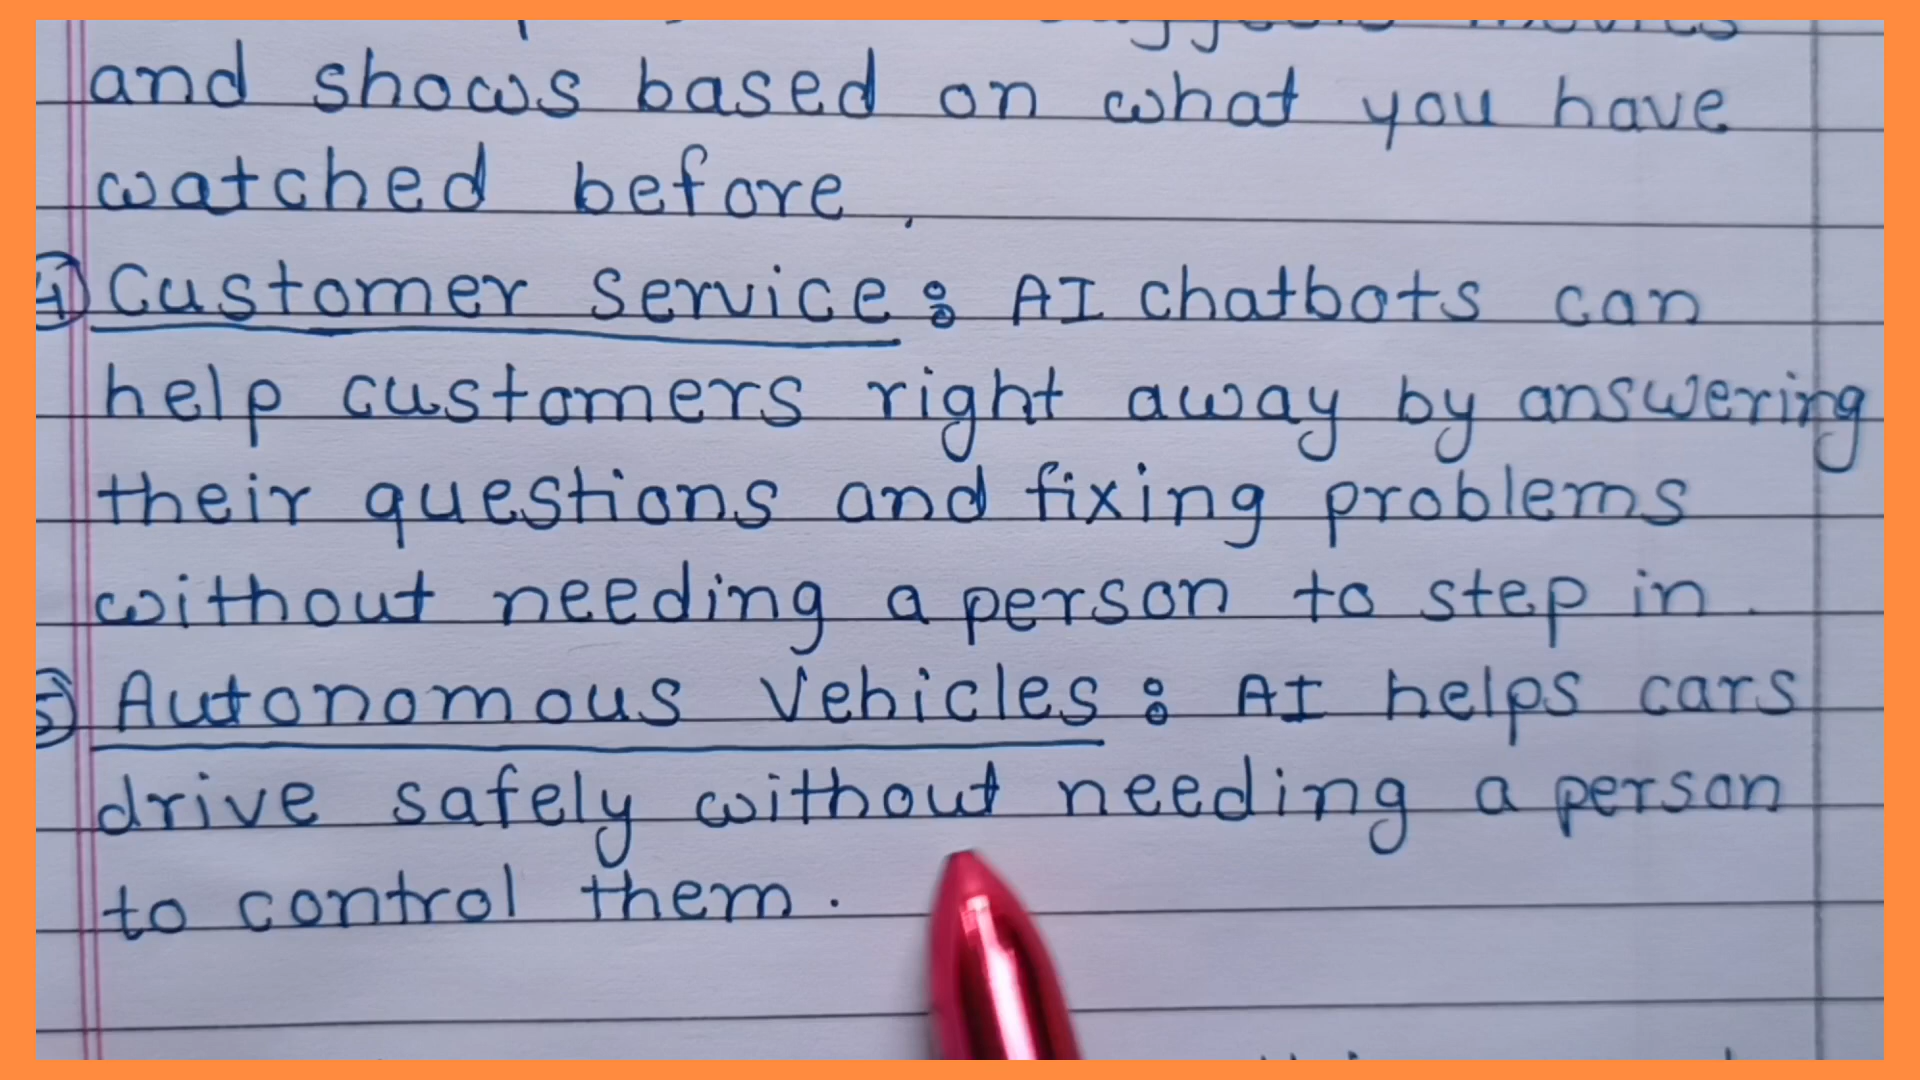 suggests movies
and shows based on what you have
watched before.
4) Customer Service : AI chatbots can
help customers right away by answering
their questions and fixing problems
without needing a person to step in.
5) Autonomous Vehicles : AI helps cars
drive safely without needing a person
to control them.